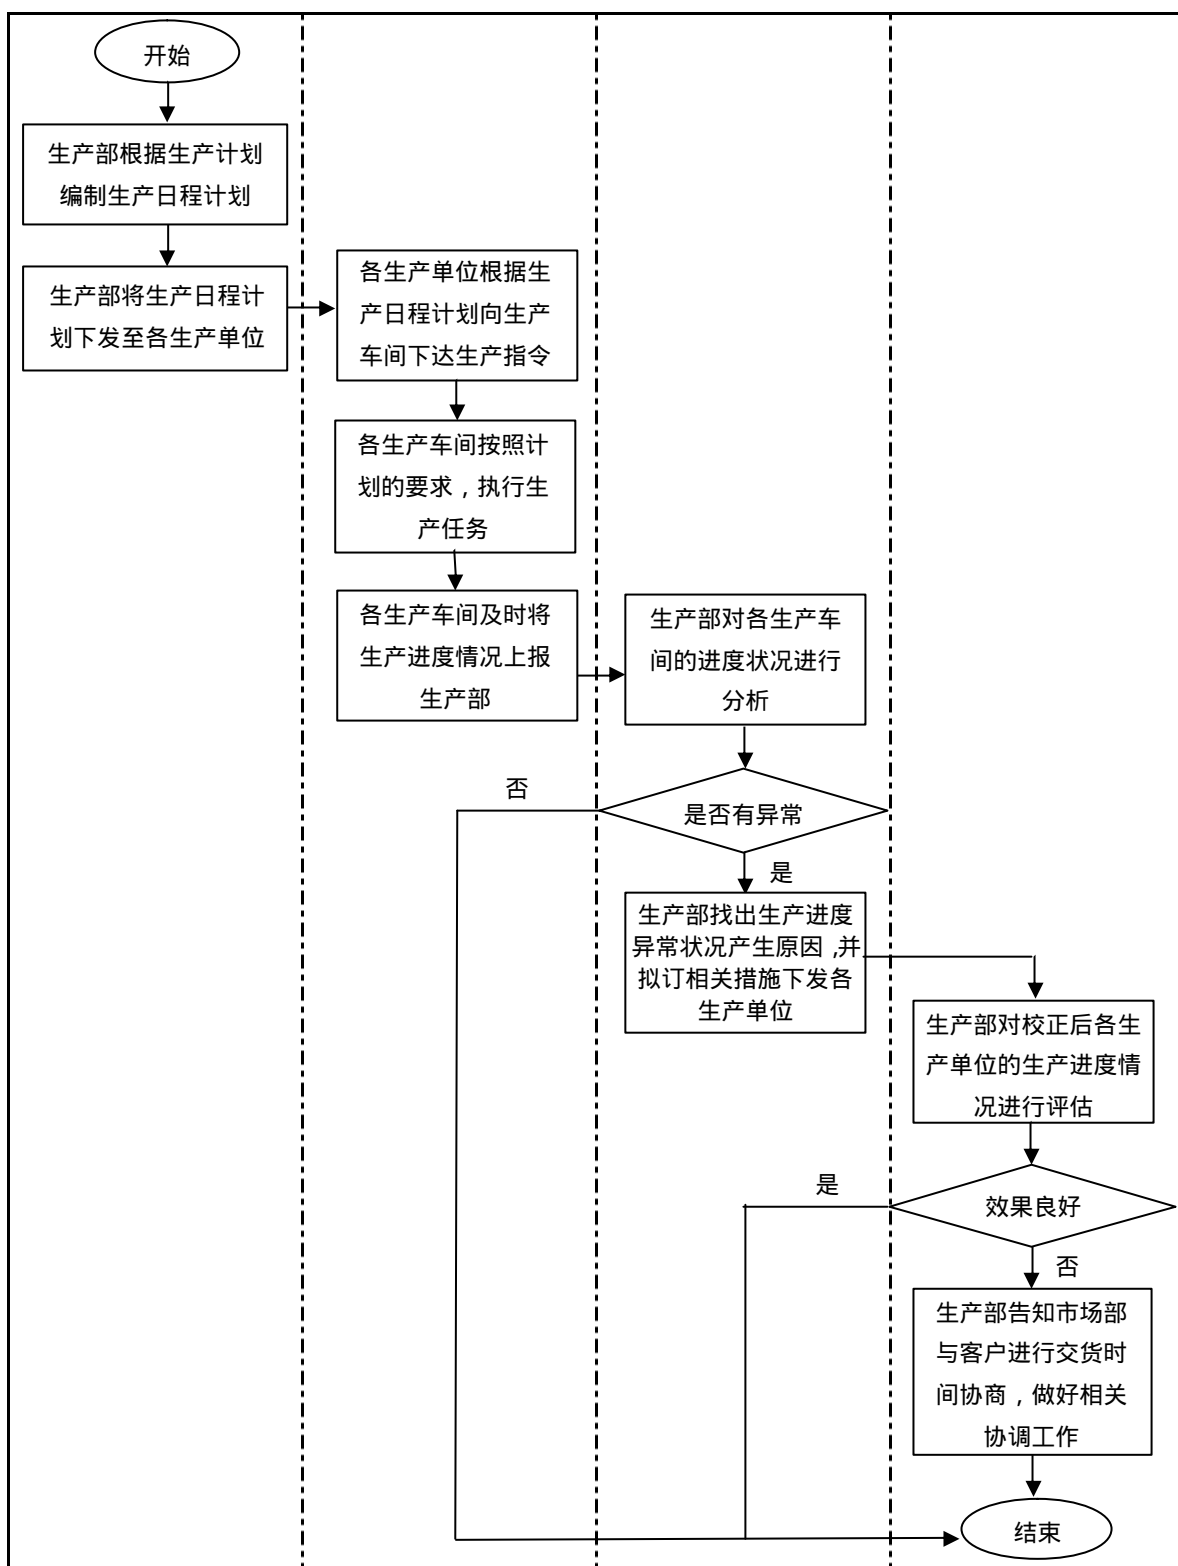 开始
生产部根据生产计划
编制生产日程计划
生产部将生产日程计
划下发至各生产单位
各生产单位根据生
产日程计划向生产
车间下达生产指令
各生产车间按照计
划的要求，执行生
产任务
各生产车间及时将
生产进度情况上报
生产部
生产部对各生产车
间的进度状况进行
分析
否
是否有异常
是
生产部找出生产进度
异常状况产生原因,并
拟订相关措施下发各
生产单位
生产部对校正后各生
产单位的生产进度情
况进行评估
是
效果良好
否
生产部告知市场部
与客户进行交货时
间协商，做好相关
协调工作
结束